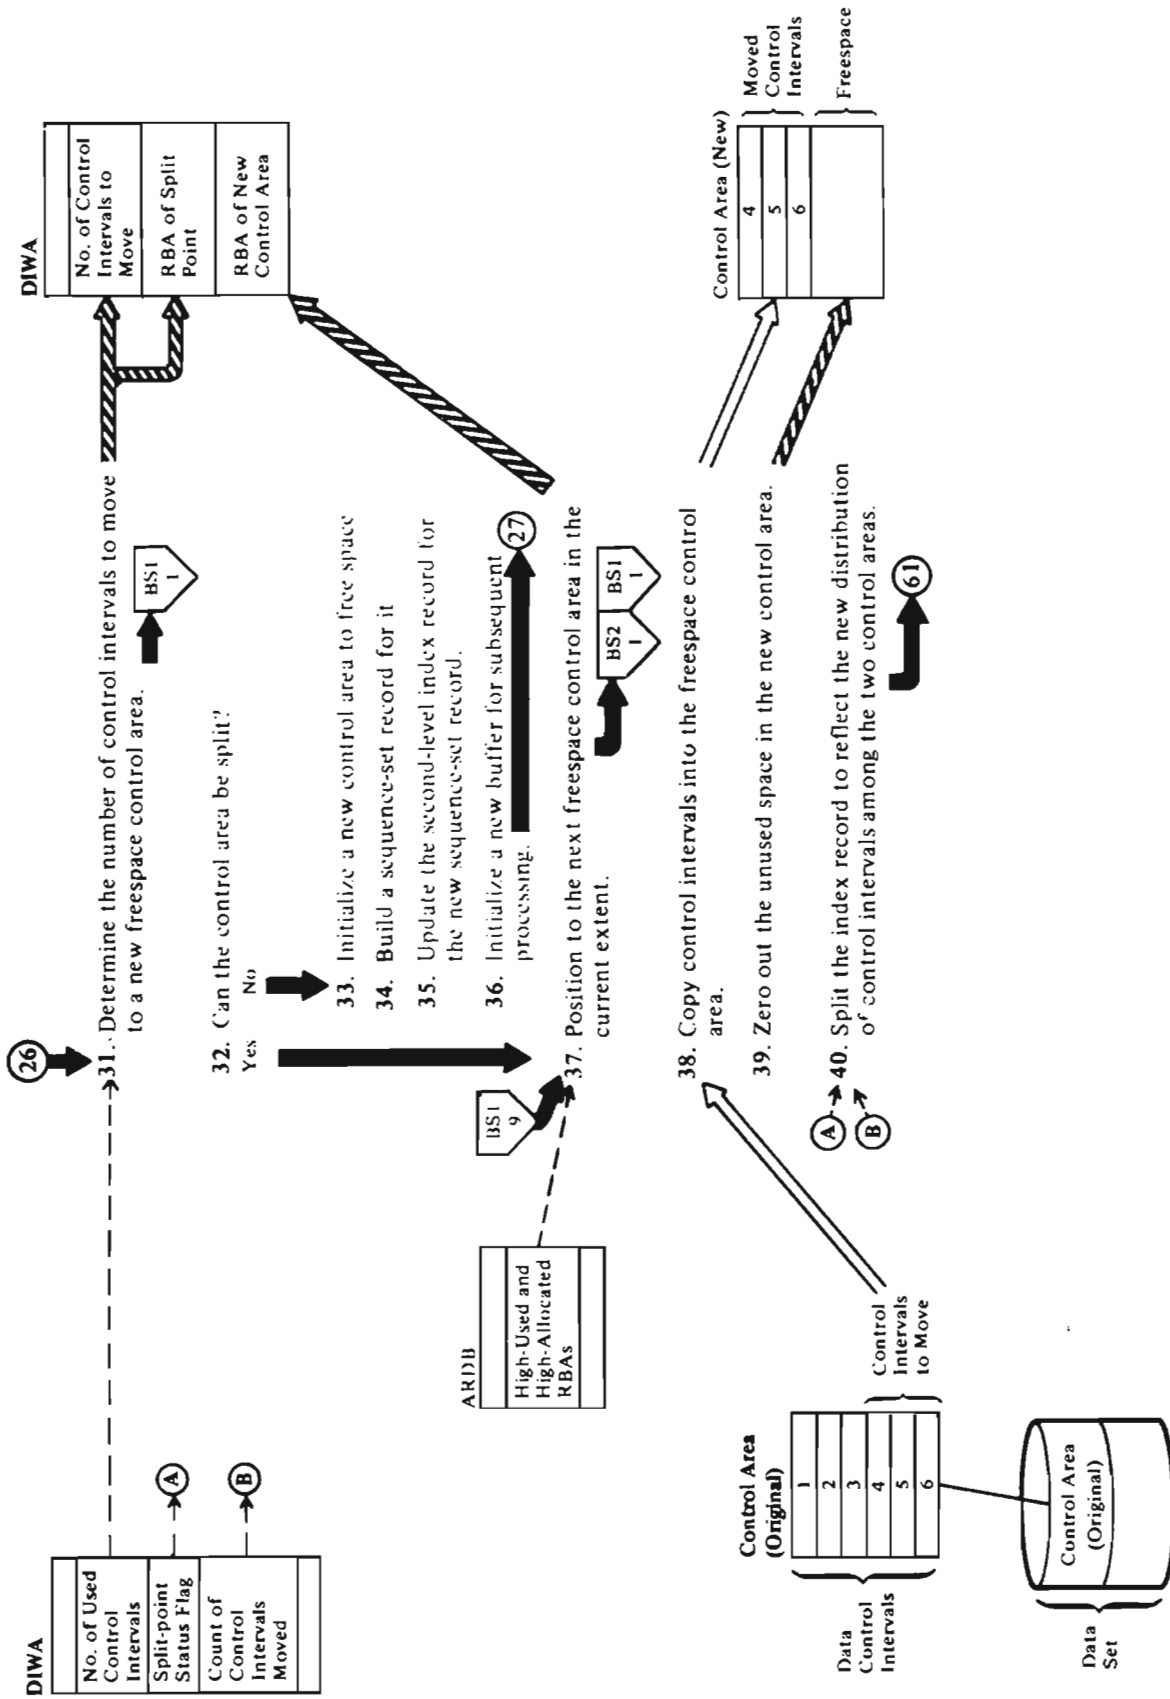 DIWA
No. of Used
Control
Intervals
Split-point
Status Flag
Count of
Control
Intervals
Moved
A
B
26
31. Determine the number of control intervals to move
to a new freespace control area.
BS1
1
DIWA
No. of Control
Intervals to
Move
RBA of Split
Point
RBA of New
Control Area
32. Can the control area be split?
Yes
No
33. Initialize a new control area to free space
34. Build a sequence-set record for it
35. Update the second-level index record for
the new sequence-set record.
36. Initialize a new buffer for subsequent
processing.
27
ARDB
High-Used and
High-Allocated
RBAs
BS1
9
37. Position to the next freespace control area in the
current extent.
BS2
1
BS1
1
38. Copy control intervals into the freespace control
area.
39. Zero out the unused space in the new control area.
A
B
40. Split the index record to reflect the new distribution
of control intervals among the two control areas.
61
Control Area
(Original)
1
2
3
4
5
6
Data
Control
Intervals
Control
Intervals
to Move
Control Area
(Original)
Data
Set
Control Area (New)
4
5
6
Moved
Control
Intervals
Freespace